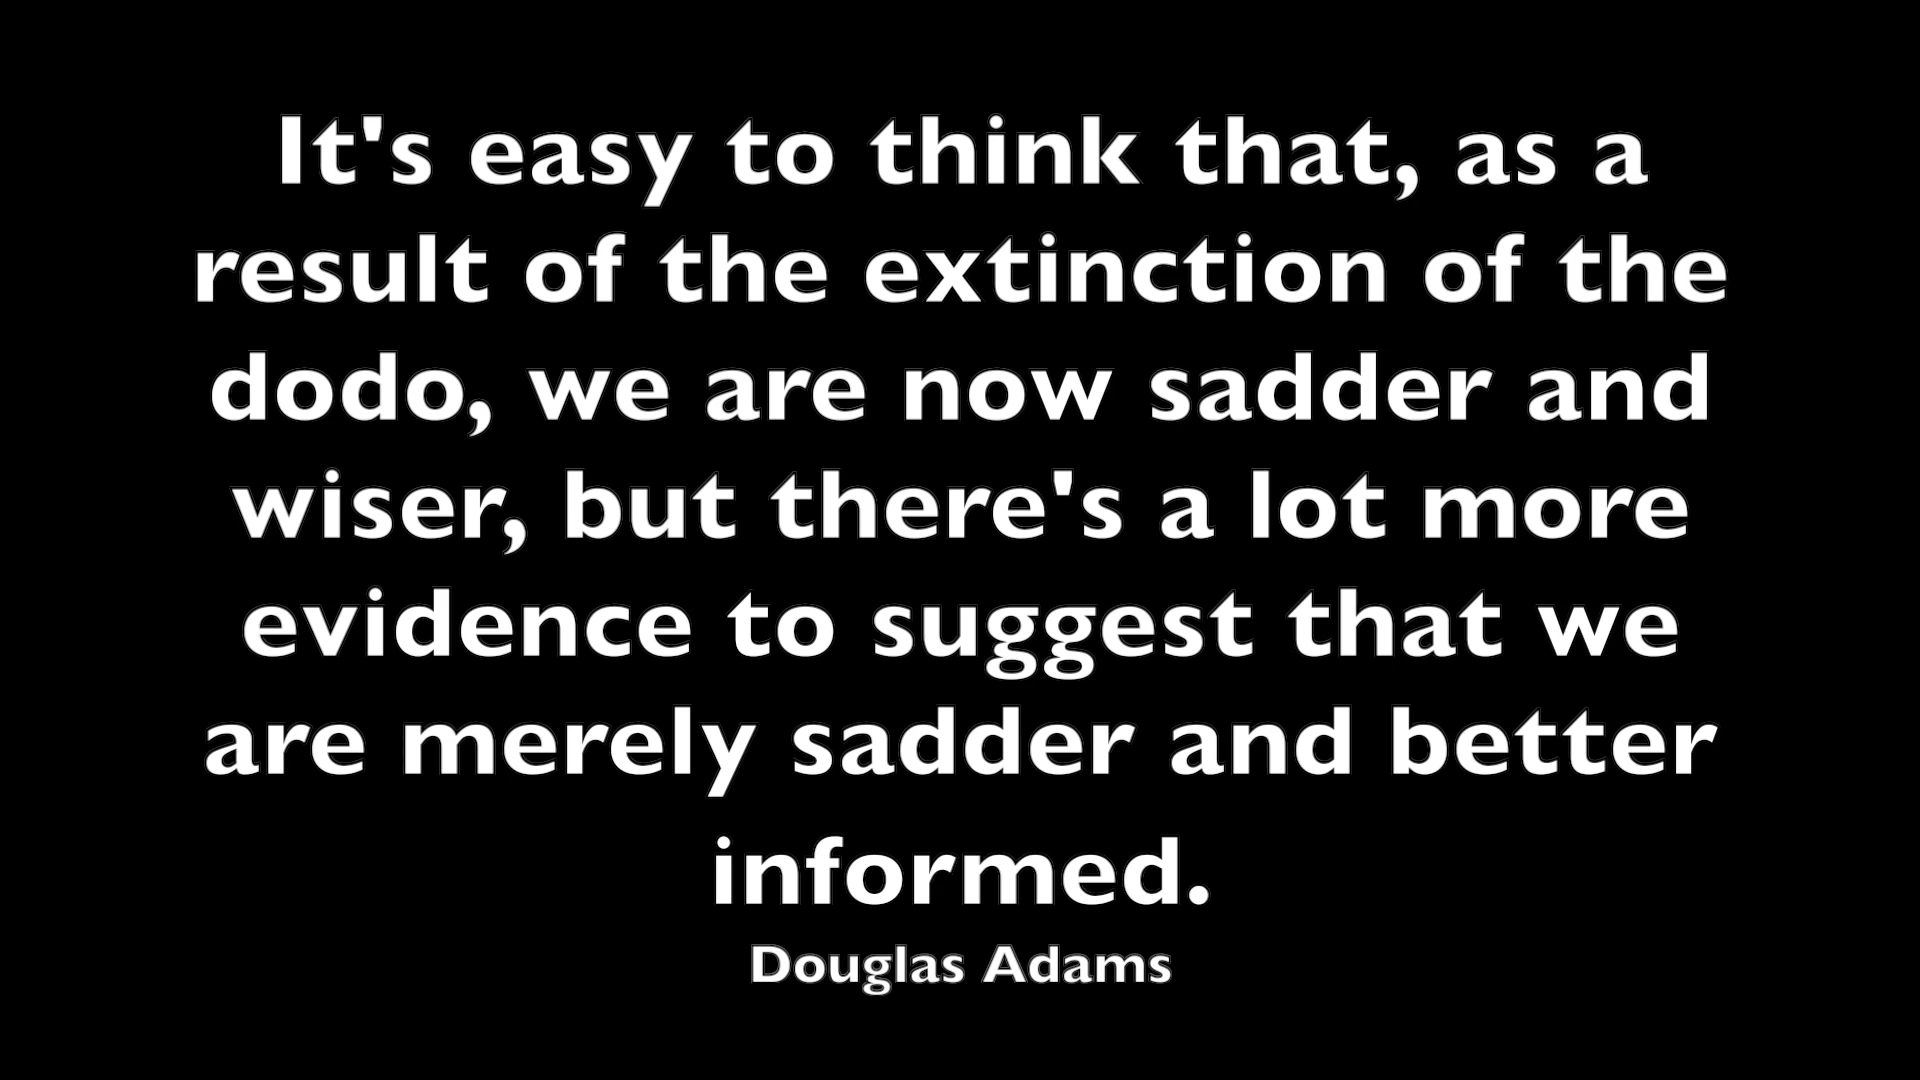 It's easy to think that, as a
result of the extinction of the
dodo, we are now sadder and
wiser, but there's a lot more
evidence to suggest that we
are merely sadder and better
informed.
Douglas Adams